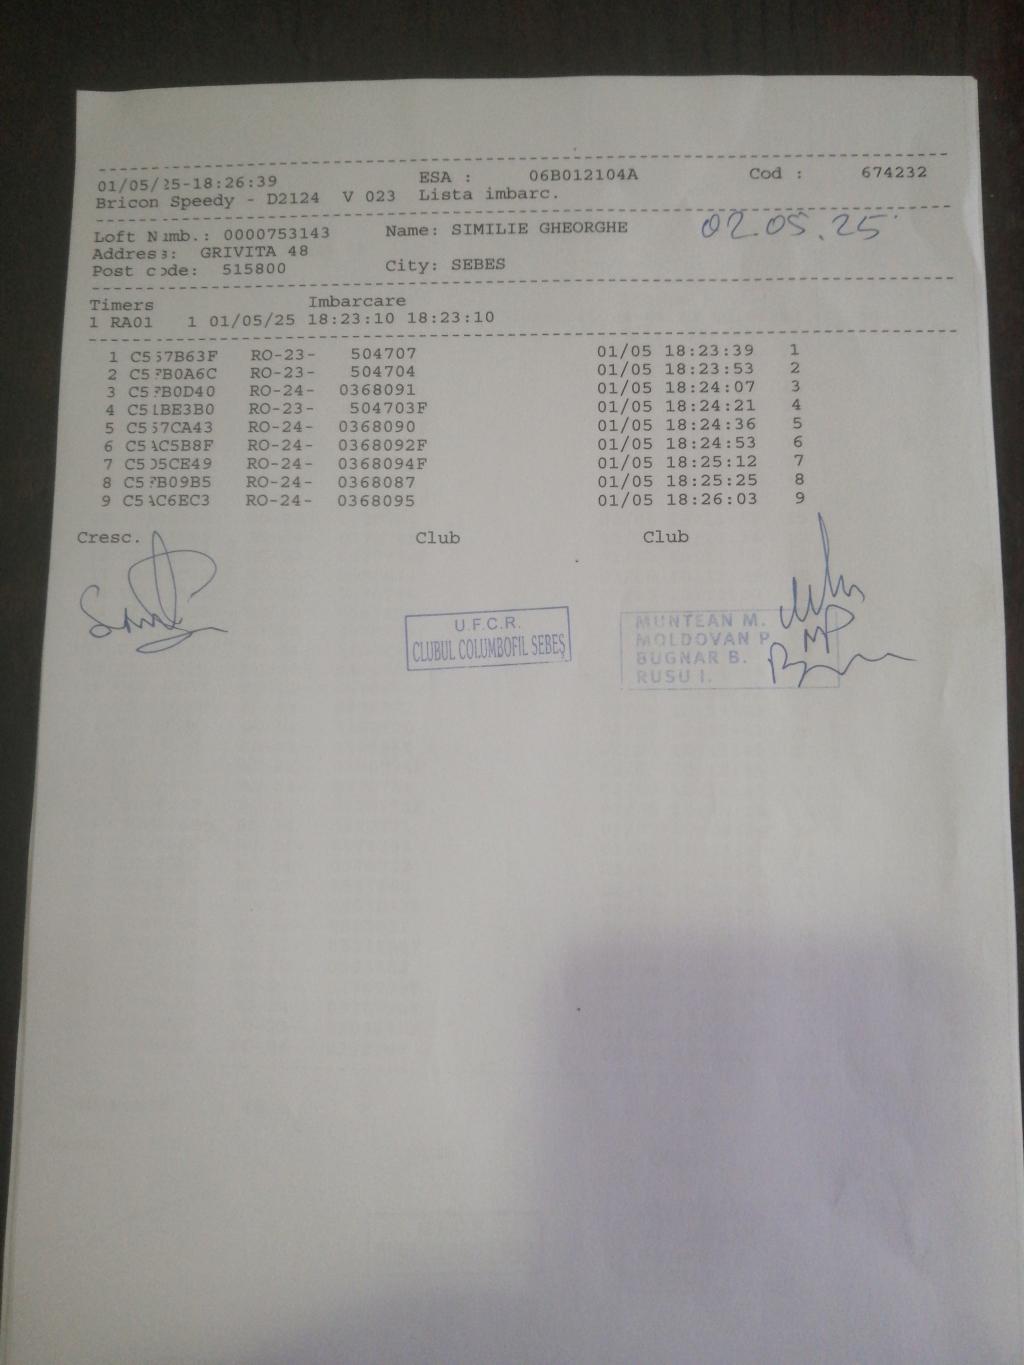 01/05/25-18:26:39 ESA : 06B012104A Cod : 674232
Bricon Speedy - D2124 V 023 Lista imbarc.
Loft Numb.: 0000753143 Name: SIMILIE GHEORGHE 02.05.25
Address: GRIVITA 48
Post code: 515800 City: SEBES
Timers Imbarcare
1 RA01 1 01/05/25 18:23:10 18:23:10
1 RO-23- 504707 01/05 18:23:39 1
2 RO-23- 504704 01/05 18:23:53 2
3 RO-24- 0368091 01/05 18:24:07 3
4 RO-23- 504703F 01/05 18:24:21 4
5 RO-24- 0368090 01/05 18:24:36 5
6 RO-24- 0368092F 01/05 18:24:53 6
7 RO-24- 0368094F 01/05 18:25:12 7
8 RO-24- 0368087 01/05 18:25:25 8
9 RO-24- 0368095 01/05 18:26:03 9
Cresc. Club Club
U.F.C.R.
CLUBUL COLUMBOFIL SEBEȘ
MUNTEAN M.
MOLDOVAN P.
BUGNAR B.
RUSU I.